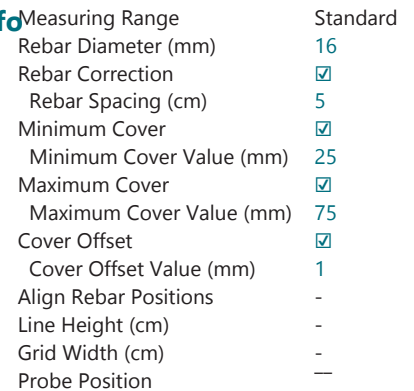 fo
Measuring Range Standard
Rebar Diameter (mm) 16
Rebar Correction ☑
Rebar Spacing (cm) 5
Minimum Cover ☑
Minimum Cover Value (mm) 25
Maximum Cover ☑
Maximum Cover Value (mm) 75
Cover Offset ☑
Cover Offset Value (mm) 1
Align Rebar Positions -
Line Height (cm) -
Grid Width (cm) -
Probe Position